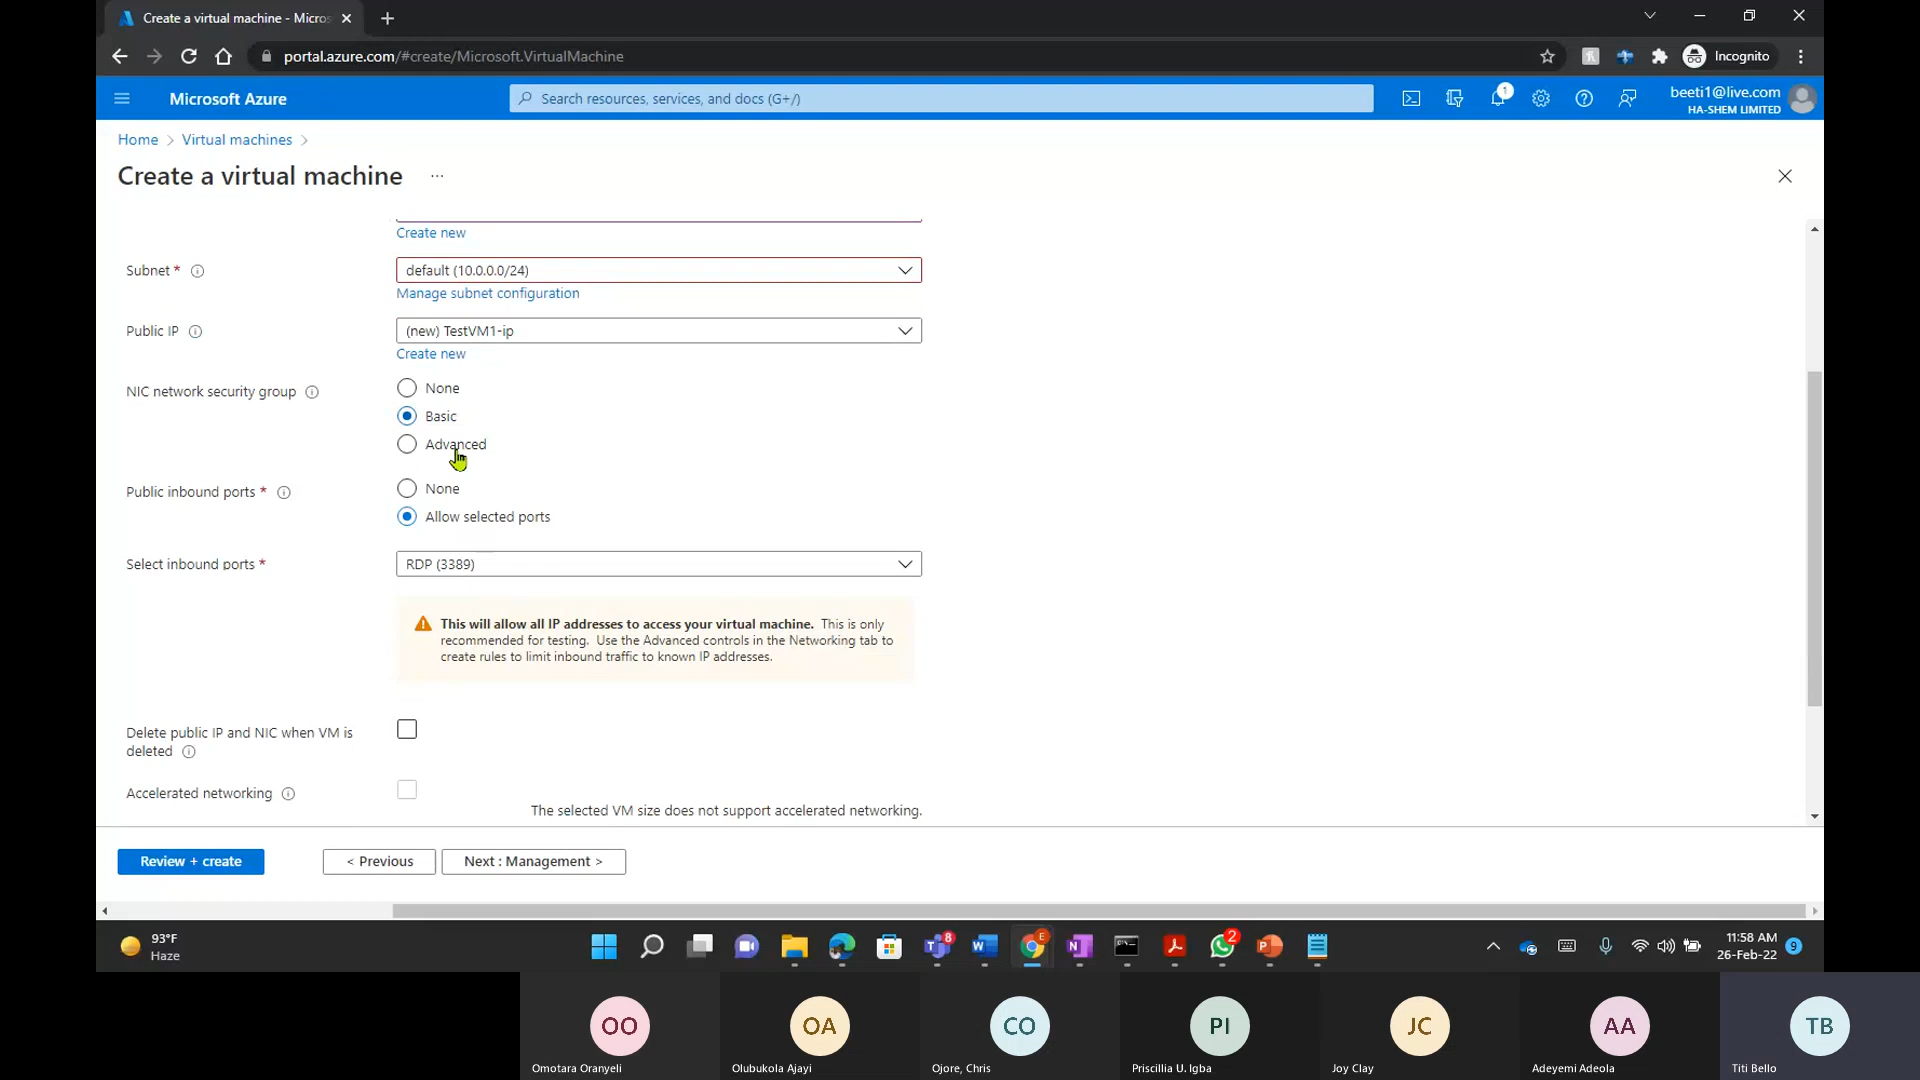 Create a virtual machine - Micros
portal.azure.com/#create/Microsoft.VirtualMachine
Incognito
Microsoft Azure
Search resources, services, and docs (G+/)
1
beeti1@live.com
HA-SHEM LIMITED
Home > Virtual machines >
Create a virtual machine ...
Create new
Subnet *
default (10.0.0.0/24)
Manage subnet configuration
Public IP
(new) TestVM1-ip
Create new
NIC network security group
None
Basic
Advanced
Public inbound ports *
None
Allow selected ports
Select inbound ports *
RDP (3389)
This will allow all IP addresses to access your virtual machine. This is only
recommended for testing. Use the Advanced controls in the Networking tab to
create rules to limit inbound traffic to known IP addresses.
Delete public IP and NIC when VM is
deleted
Accelerated networking
The selected VM size does not support accelerated networking.
Review + create
< Previous
Next : Management >
93°F
Haze
8
E
2
11:58 AM
26-Feb-22
9
OO
OA
CO
PI
JC
AA
TB
Omotara Oranyeli
Olubukola Ajayi
Ojore, Chris
Priscillia U. Igba
Joy Clay
Adeyemi Adeola
Titi Bello